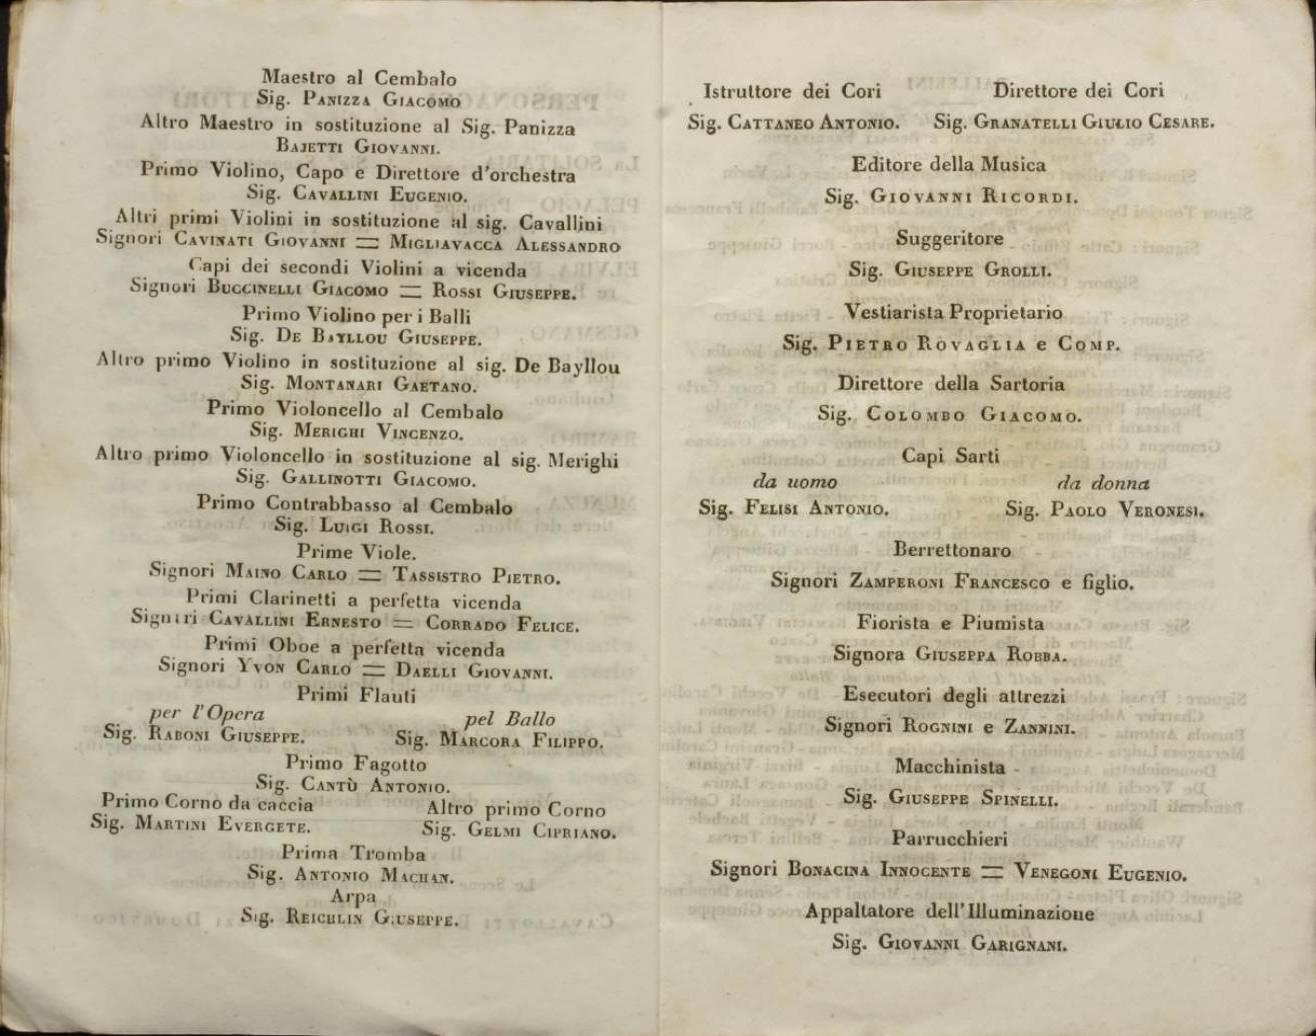 Maestro al Cembalo
Sig. PANIZZA GIACOMO
Altro Maestro in sostituzione al Sig. Panizza
BAJETTI GIOVANNI.
Primo Violino, Capo e Direttore d'orchestra
Sig. CAVALLINI EUGENIO.
Altri primi Violini in sostituzione al sig. Cavallini
Signori CAVINATI GIOVANNI = MIGLIAVACCA ALESSANDRO
Capi dei secondi Violini a vicenda
Signori BUCCINELLI GIACOMO = ROSSI GIUSEPPE.
Primo Violino per i Balli
Sig. DE BAYLLOU GIUSEPPE.
Altro primo Violino in sostituzione al sig. De Bayllou
Sig. MONTANARI GAETANO.
Primo Violoncello al Cembalo
Sig. MERIGHI VINCENZO.
Altro primo Violoncello in sostituzione al sig. Merighi
Sig. GALLINOTTI GIACOMO.
Primo Contrabbasso al Cembalo
Sig. LUIGI ROSSI.
Prime Viole.
Signori MAINO CARLO = TASSISTRO PIETRO.
Primi Clarinetti a perfetta vicenda
Signori CAVALLINI ERNESTO = CORRADO FELICE.
Primi Oboe a perfetta vicenda
Signori YVON CARLO = DAELLI GIOVANNI.
Primi Flauti
per l'Opera pel Ballo
Sig. RABONI GIUSEPPE. Sig. MARCORA FILIPPO.
Primo Fagotto
Sig. CANTÙ ANTONIO.
Primo Corno da caccia Altro primo Corno
Sig. MARTINI EVERGETE. Sig. GELMI CIPRIANO.
Prima Tromba
Sig. ANTONIO MACHAN.
Arpa
Sig. REICHLIN GIUSEPPE.
Istruttore dei Cori Direttore dei Cori
Sig. CATTANEO ANTONIO. Sig. GRANATELLI GIULIO CESARE.
Editore della Musica
Sig. GIOVANNI RICORDI.
Suggeritore
Sig. GIUSEPPE GROLLI.
Vestiarista Proprietario
Sig. PIETRO ROVAGLIA e COMP.
Direttore della Sartoria
Sig. COLOMBO GIACOMO.
Capi Sarti
da uomo da donna
Sig. FELISI ANTONIO. Sig. PAOLO VERONESI.
Berrettonaro
Signori ZAMPERONI FRANCESCO e figlio.
Fiorista e Piumista
Signora GIUSEPPA ROBBA.
Esecutori degli attrezzi
Signori ROGNINI e ZANNINI.
Macchinista
Sig. GIUSEPPE SPINELLI.
Parrucchieri
Signori BONACINA INNOCENTE = VENEGONI EUGENIO.
Appaltatore dell'Illuminazione
Sig. GIOVANNI GARIGNANI.